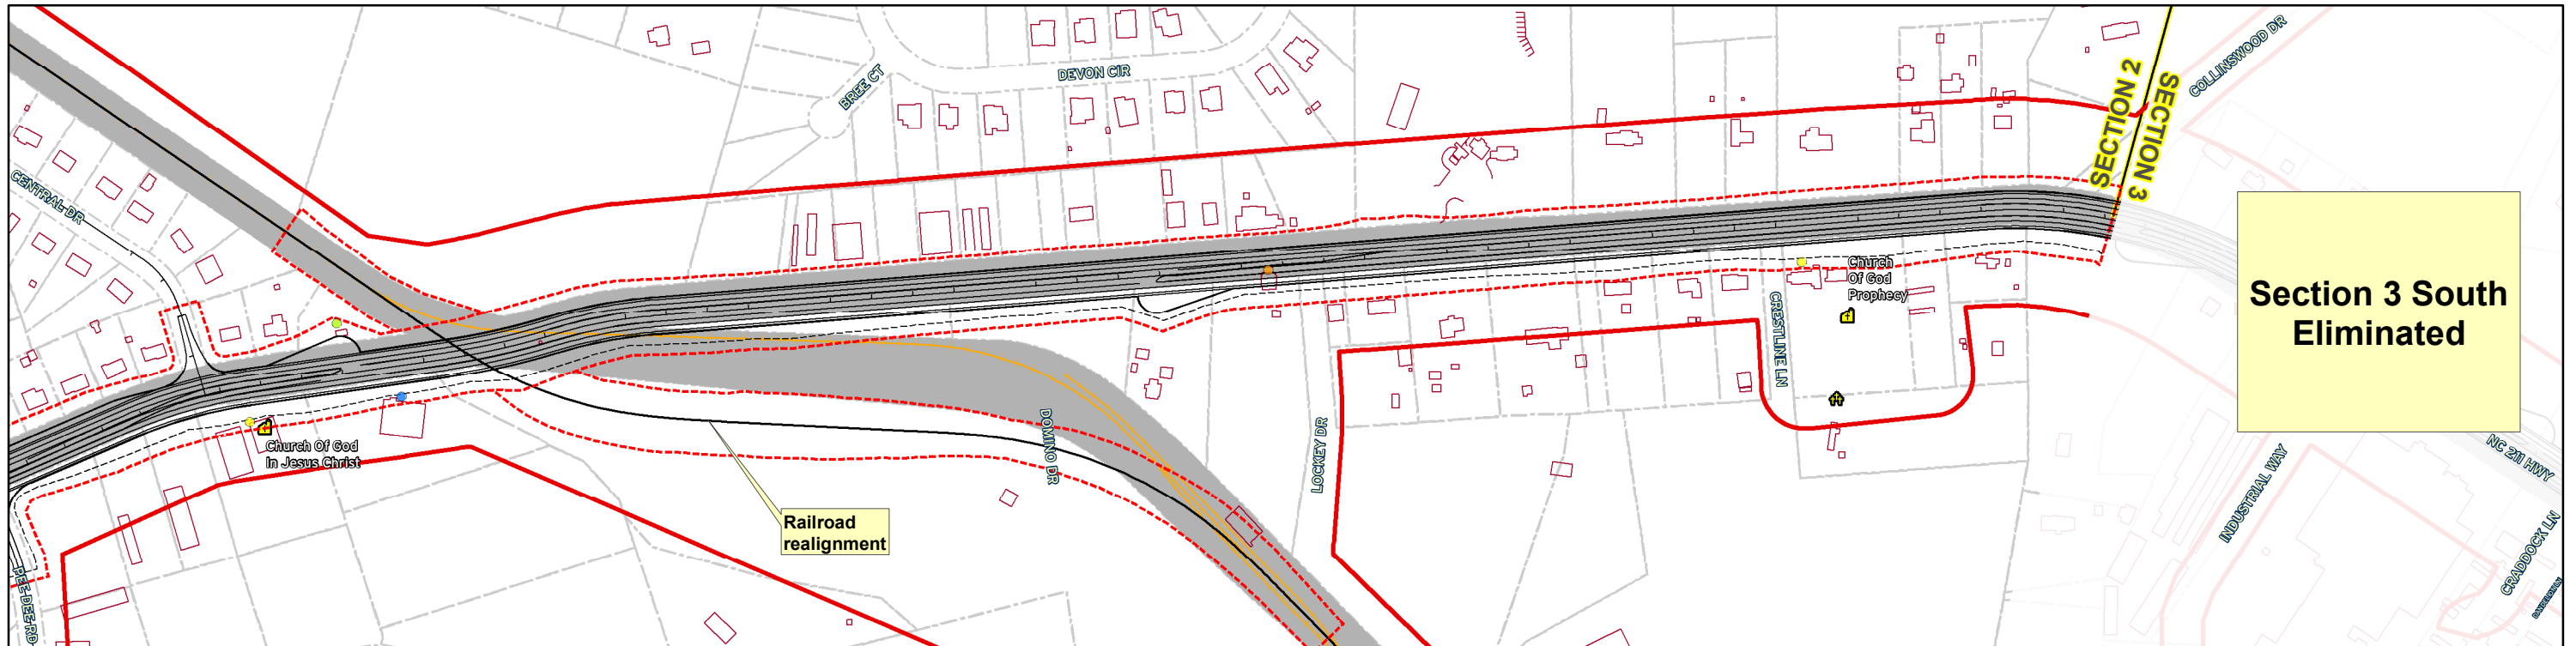 COLLINSWOOD DR
SECTION 2
SECTION 3
DEVON CIR
BREE CT
CENTRAL DR
Section 3 South
Eliminated
Church
Of God
Prophecy
CRESTLINE LN
LOCKEY DR
DOMINO DR
Church Of God
In Jesus Christ
Railroad
realignment
PEE DEE RD
NC 211 HWY
INDUSTRIAL WAY
CRADDOCK LN